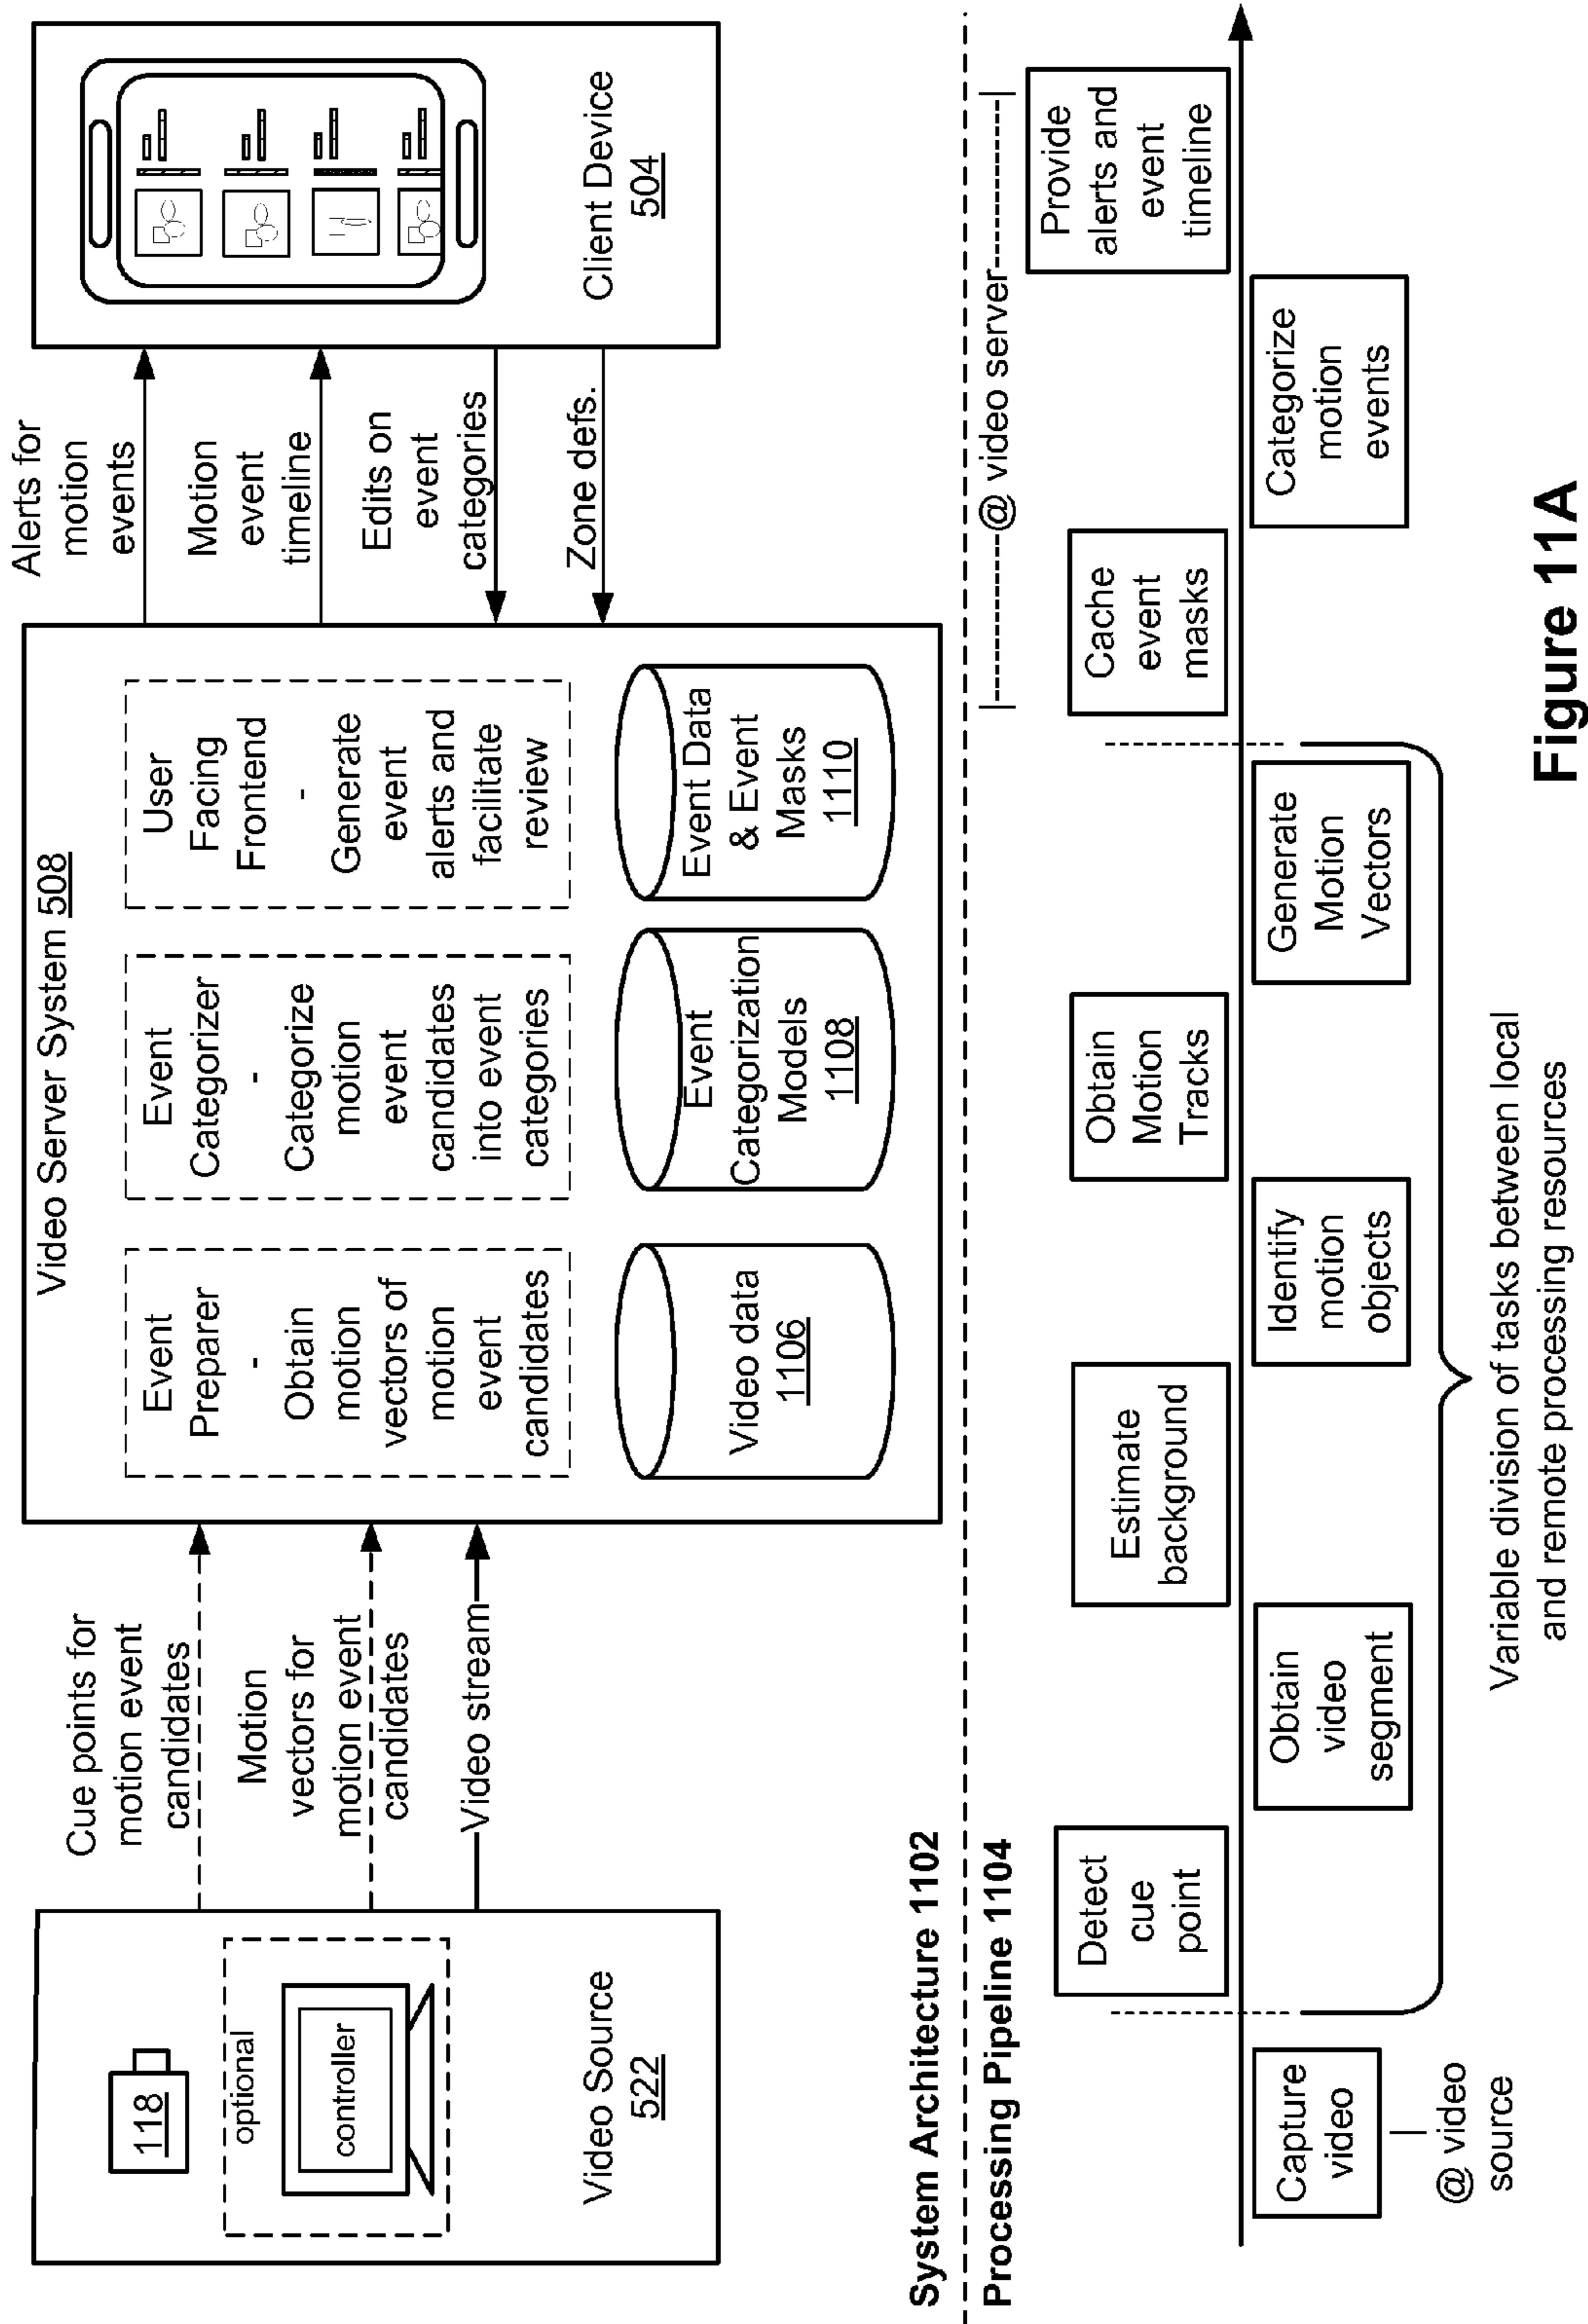 118
optional
controller
Video Source
522
Cue points for
motion event
candidates
Motion
vectors for
motion event
candidates
Video stream
Video Server System 508
Event
Preparer
-
Obtain
motion
vectors of
motion
event
candidates
Event
Categorizer
-
Categorize
motion
event
candidates
into event
categories
User
Facing
Frontend
-
Generate
event
alerts and
facilitate
review
Video data
1106
Event
Categorization
Models
1108
Event Data
& Event
Masks
1110
Alerts for
motion
events
Motion
event
timeline
Edits on
event
categories
Zone defs.
Client Device
504
System Architecture 1102
Processing Pipeline 1104
@ video server
Capture
video
@ video
source
Detect
cue
point
Obtain
video
segment
Estimate
background
Identify
motion
objects
Obtain
Motion
Tracks
Generate
Motion
Vectors
Cache
event
masks
Categorize
motion
events
Provide
alerts and
event
timeline
Variable division of tasks between local
and remote processing resources
Figure 11A